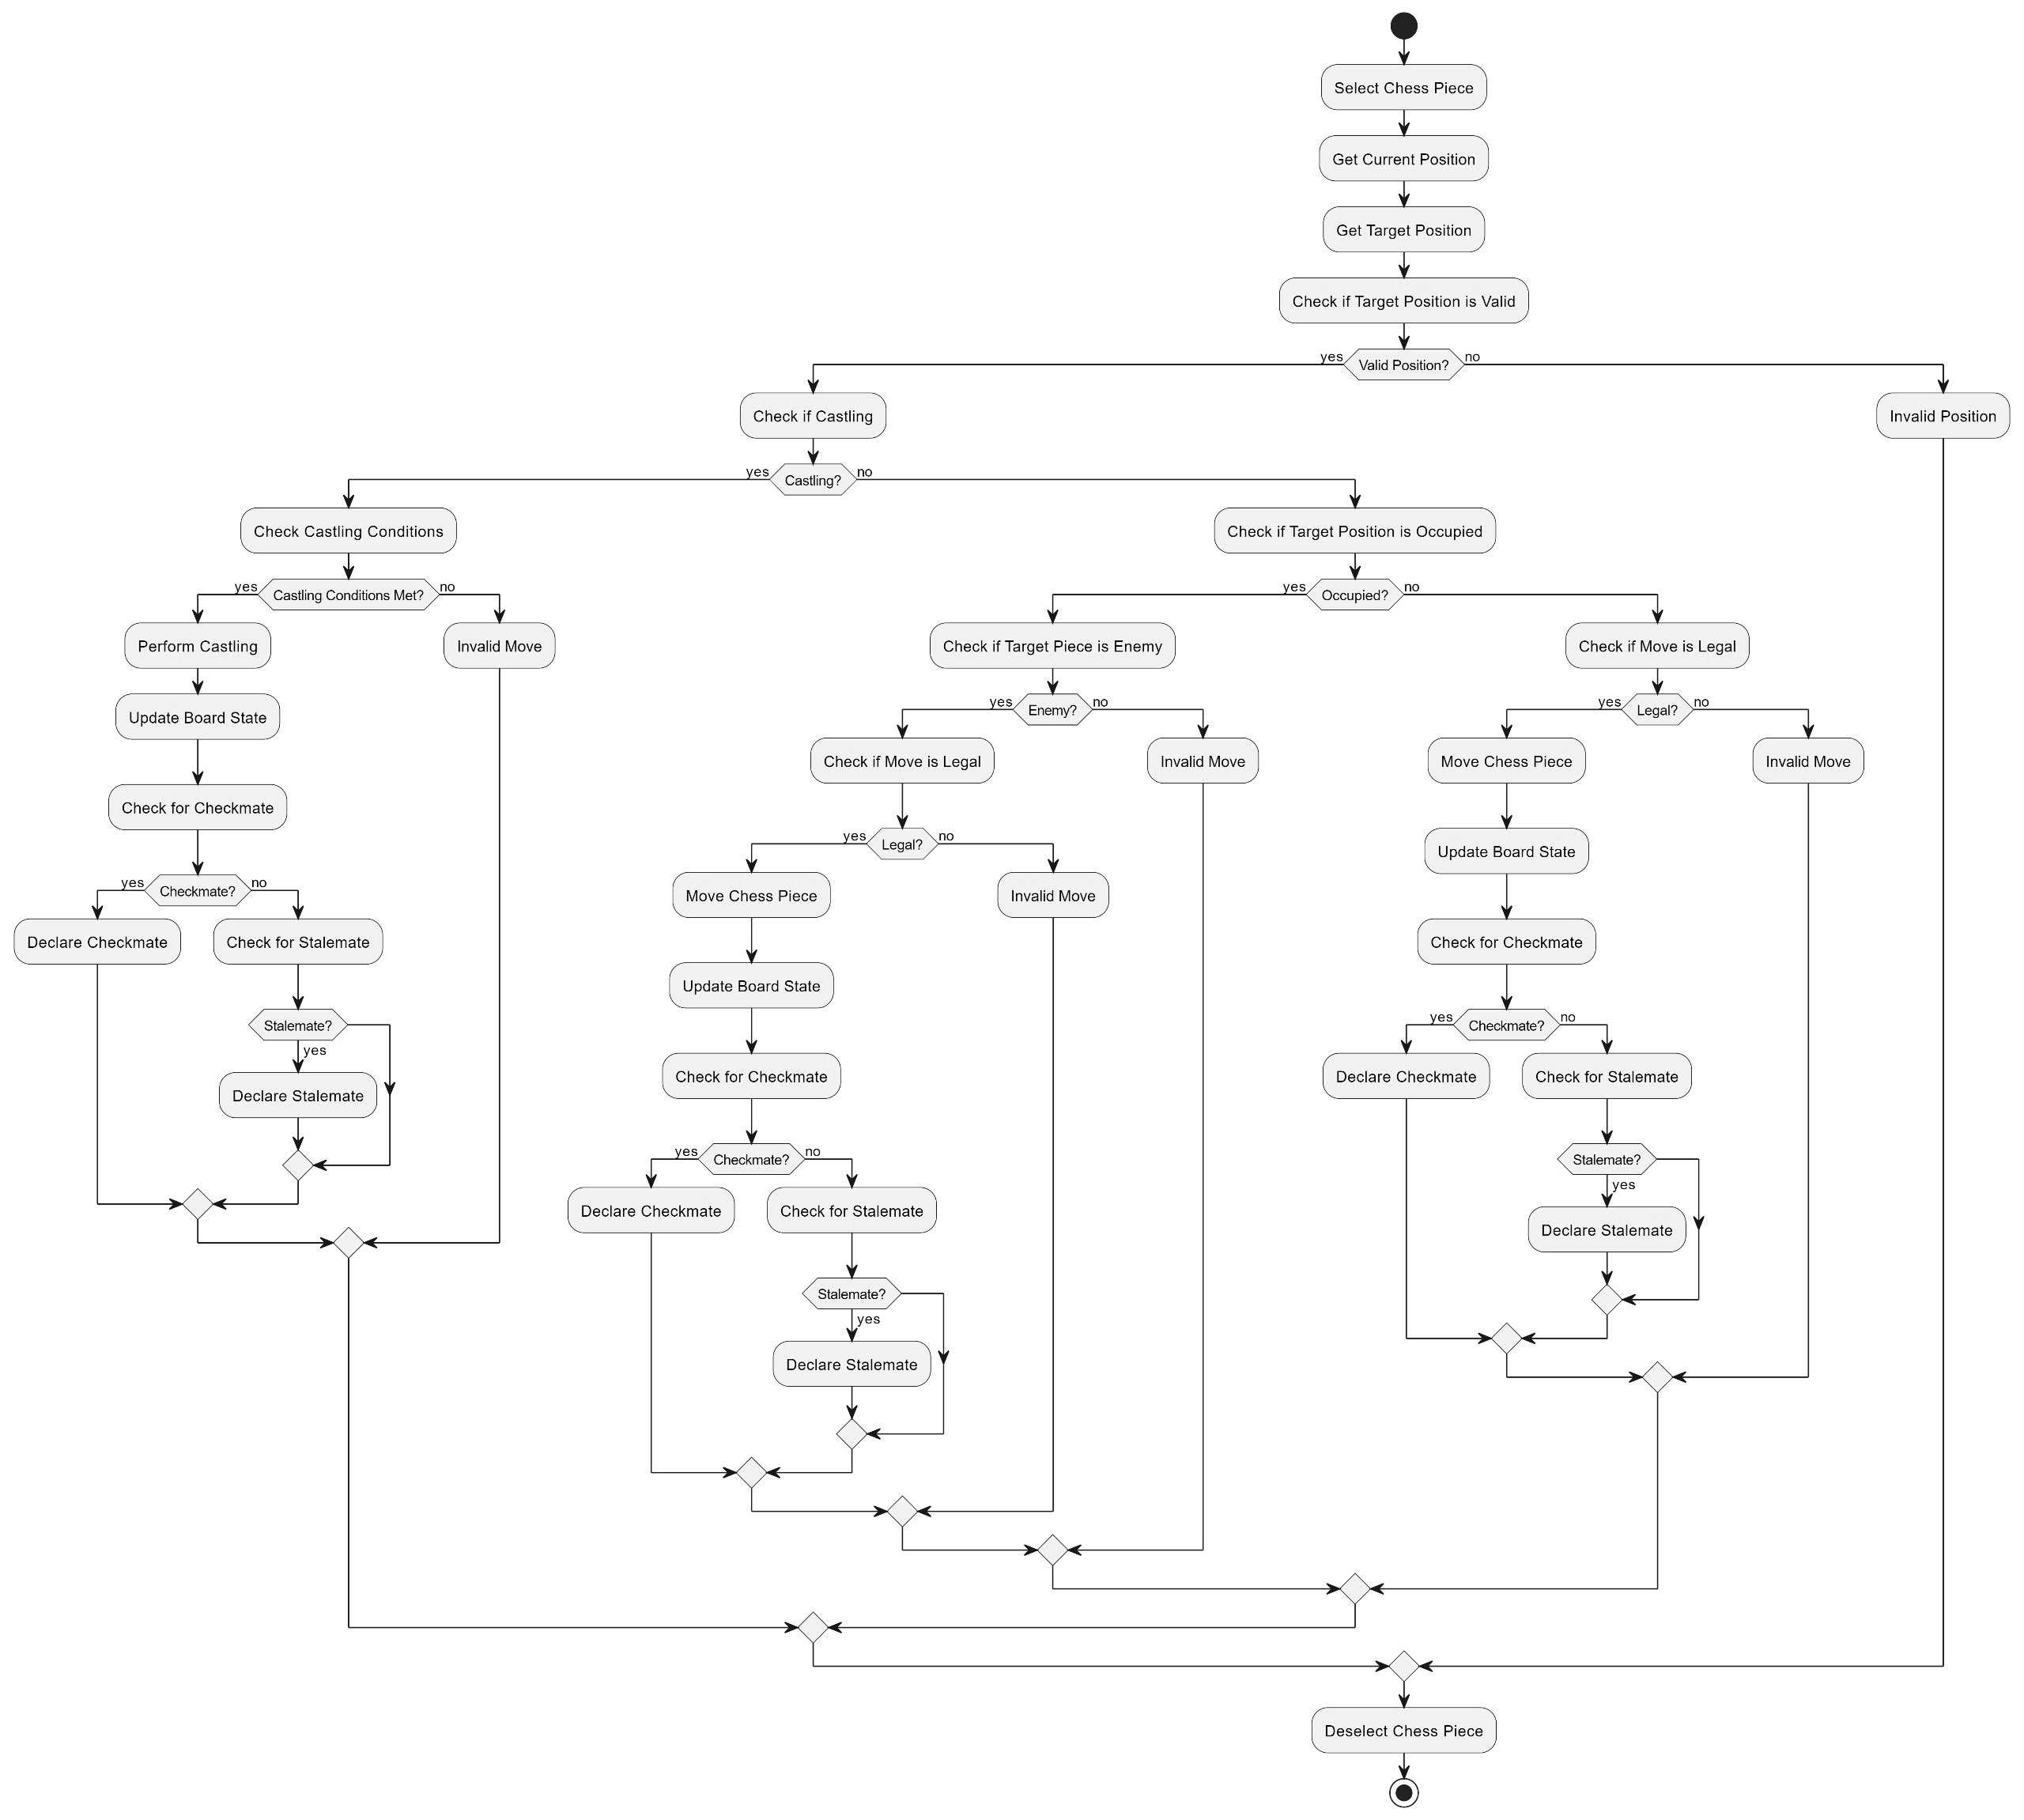 Select Chess Piece
Get Current Position
Get Target Position
Check if Target Position is Valid
yes
Valid Position?
no
Check if Castling
Invalid Position
yes
Castling?
no
Check Castling Conditions
Check if Target Position is Occupied
yes
Castling Conditions Met?
no
yes
Occupied?
no
Perform Castling
Invalid Move
Check if Target Piece is Enemy
Check if Move is Legal
Update Board State
yes
Enemy?
no
yes
Legal?
no
Check if Move is Legal
Invalid Move
Move Chess Piece
Invalid Move
Check for Checkmate
yes
Legal?
no
Update Board State
yes
Checkmate?
no
Move Chess Piece
Invalid Move
Declare Checkmate
Check for Stalemate
Check for Checkmate
Update Board State
Stalemate?
yes
yes
Checkmate?
no
Declare Stalemate
Check for Checkmate
Declare Checkmate
Check for Stalemate
yes
Checkmate?
no
Stalemate?
yes
Declare Checkmate
Check for Stalemate
Declare Stalemate
Stalemate?
yes
Declare Stalemate
Deselect Chess Piece